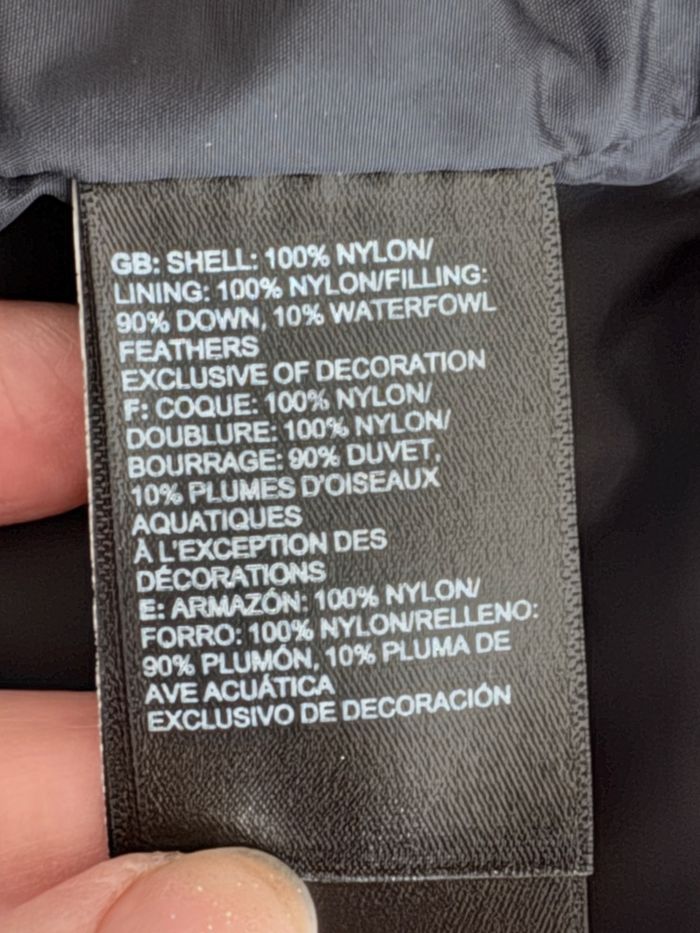 GB: SHELL: 100% NYLON/
LINING: 100% NYLON/FILLING:
90% DOWN, 10% WATERFOWL
FEATHERS
EXCLUSIVE OF DECORATION
F: COQUE: 100% NYLON/
DOUBLURE: 100% NYLON/
BOURRAGE: 90% DUVET,
10% PLUMES D'OISEAUX
AQUATIQUES
À L'EXCEPTION DES
DÉCORATIONS
E: ARMAZÓN: 100% NYLON/
FORRO: 100% NYLON/RELLENO:
90% PLUMÓN, 10% PLUMA DE
AVE ACUÁTICA
EXCLUSIVO DE DECORACIÓN